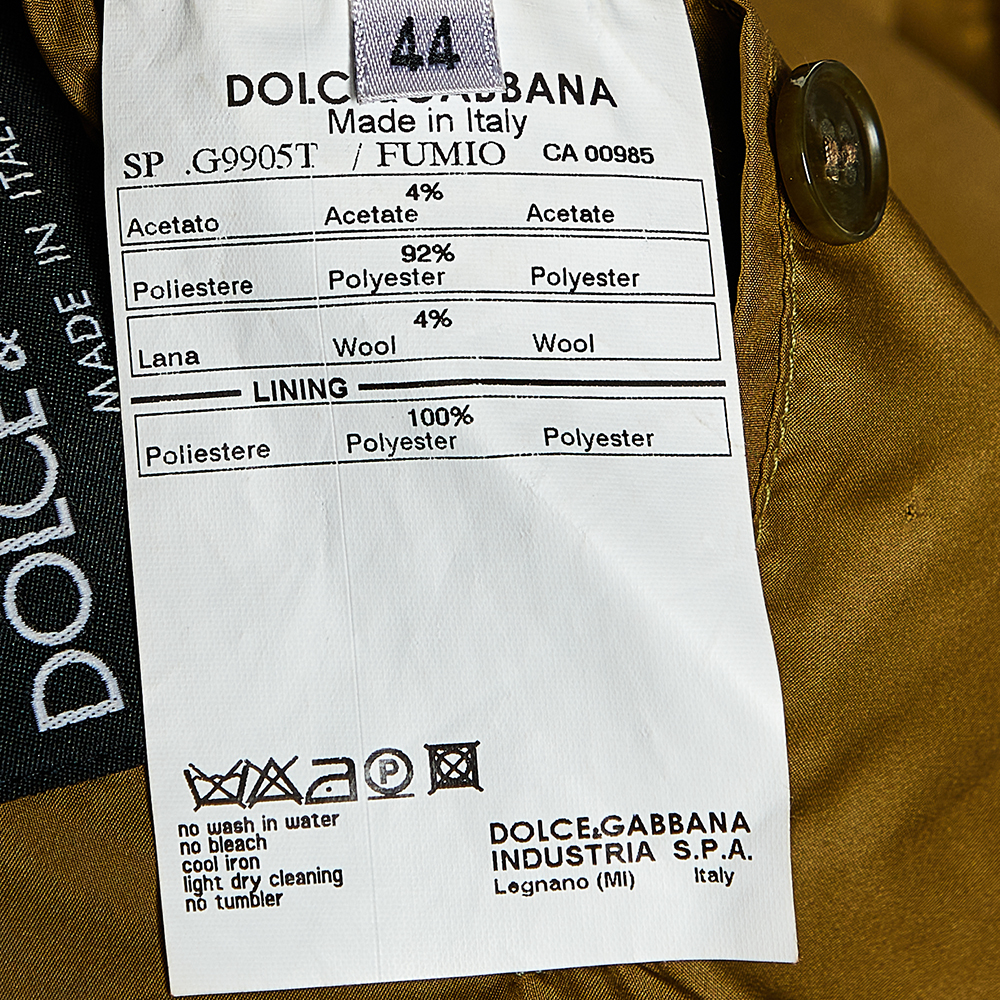 44
DOLCE&GABBANA
Made in Italy
SP .G9905T / FUMIO CA 00985
4%
Acetato Acetate Acetate
92%
Poliestere Polyester Polyester
4%
Lana Wool Wool
LINING
100%
Poliestere Polyester Polyester
P
no wash in water
no bleach
cool iron
light dry cleaning
no tumbler
DOLCE&GABBANA
INDUSTRIA S.P.A.
Legnano (MI) Italy
DOLCE &
MADE IN